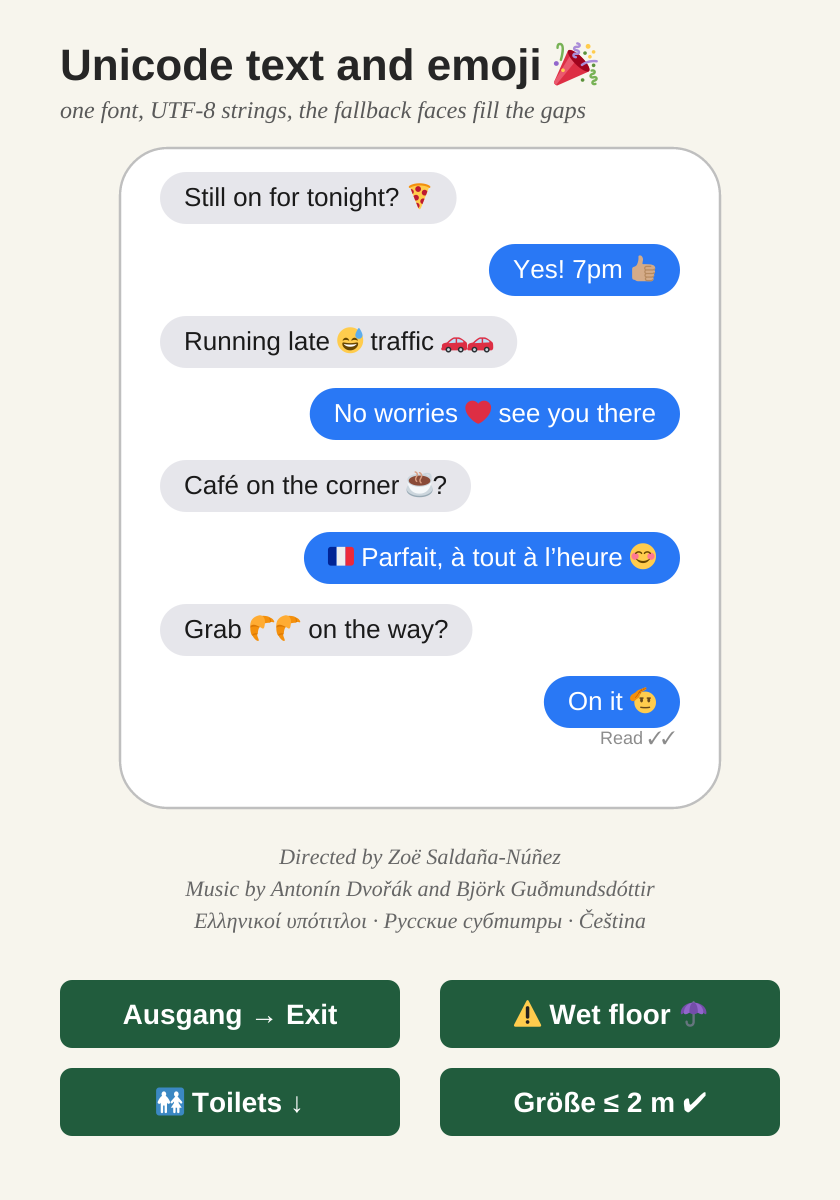 Unicode text and emoji 🎉
one font, UTF-8 strings, the fallback faces fill the gaps
Still on for tonight? 🍕
Yes! 7pm 👍🏼
Running late 😅 traffic 🚗🚗
No worries ❤️ see you there
Café on the corner ☕?
🇫🇷 Parfait, à tout à l’heure 😊
Grab 🥐🥐 on the way?
On it 🫡
Read ✓✓
Directed by Zoë Saldaña-Núñez
Music by Antonín Dvořák and Björk Guðmundsdóttir
Ελληνικοί υπότιτλοι · Русские субтитры · Čeština
Ausgang → Exit
⚠️ Wet floor ☂️
🚻 Toilets ↓
Größe ≤ 2 m ✔